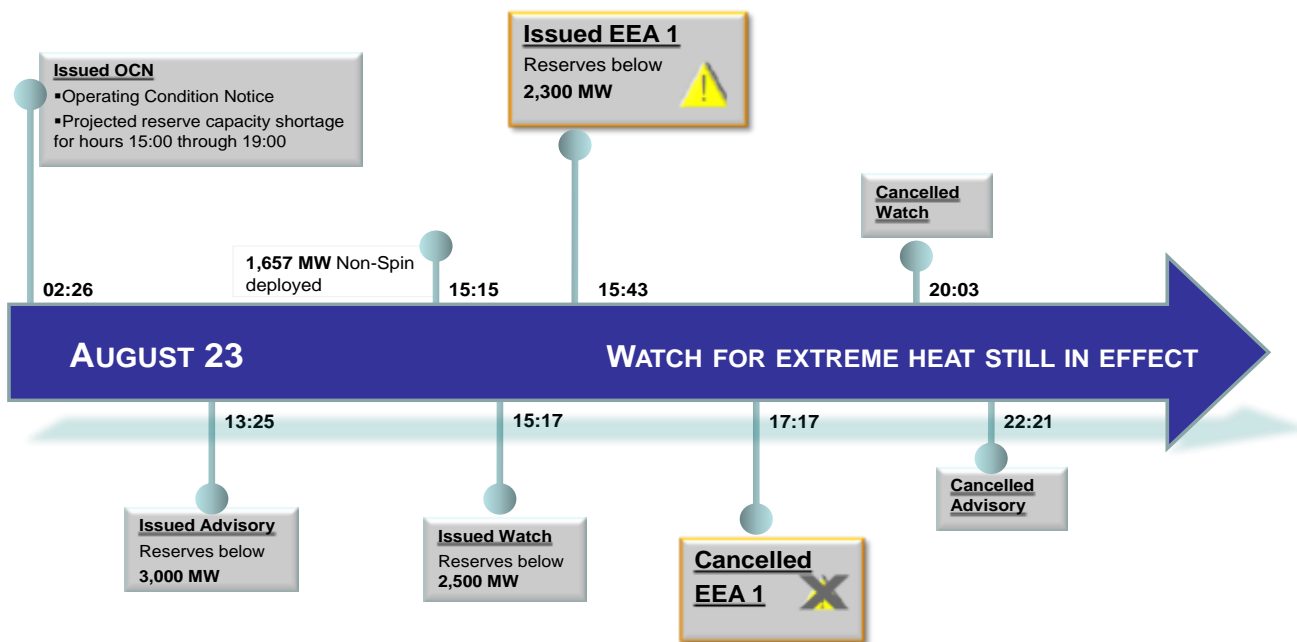 Issued OCN
▪Operating Condition Notice
▪Projected reserve capacity shortage
for hours 15:00 through 19:00
Issued EEA 1
Reserves below
2,300 MW
Cancelled
Watch
1,657 MW Non-Spin
deployed
02:26
15:15
15:43
20:03
AUGUST 23
WATCH FOR EXTREME HEAT STILL IN EFFECT
13:25
15:17
17:17
22:21
Issued Advisory
Reserves below
3,000 MW
Issued Watch
Reserves below
2,500 MW
Cancelled
EEA 1
Cancelled
Advisory